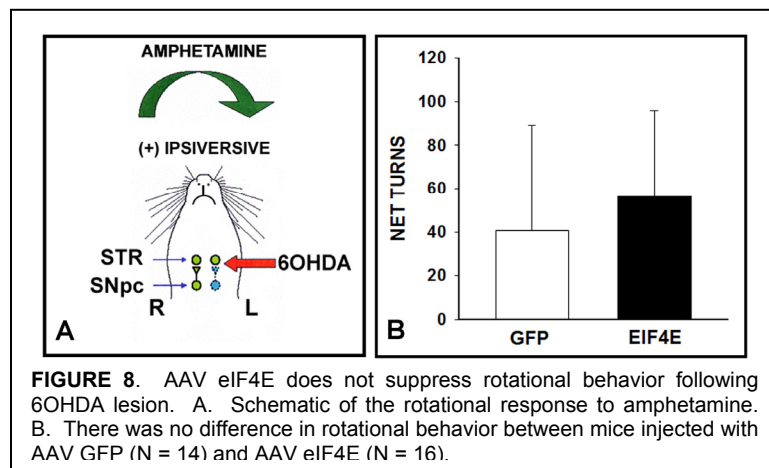 AMPHETAMINE
(+) IPSIVERSIVE
STR
6OHDA
SNpc
R
L
A
120
100
80
60
40
20
0
NET TURNS
GFP
EIF4E
B
FIGURE 8. AAV eIF4E does not suppress rotational behavior following
6OHDA lesion. A. Schematic of the rotational response to amphetamine.
B. There was no difference in rotational behavior between mice injected with
AAV GFP (N = 14) and AAV eIF4E (N = 16).